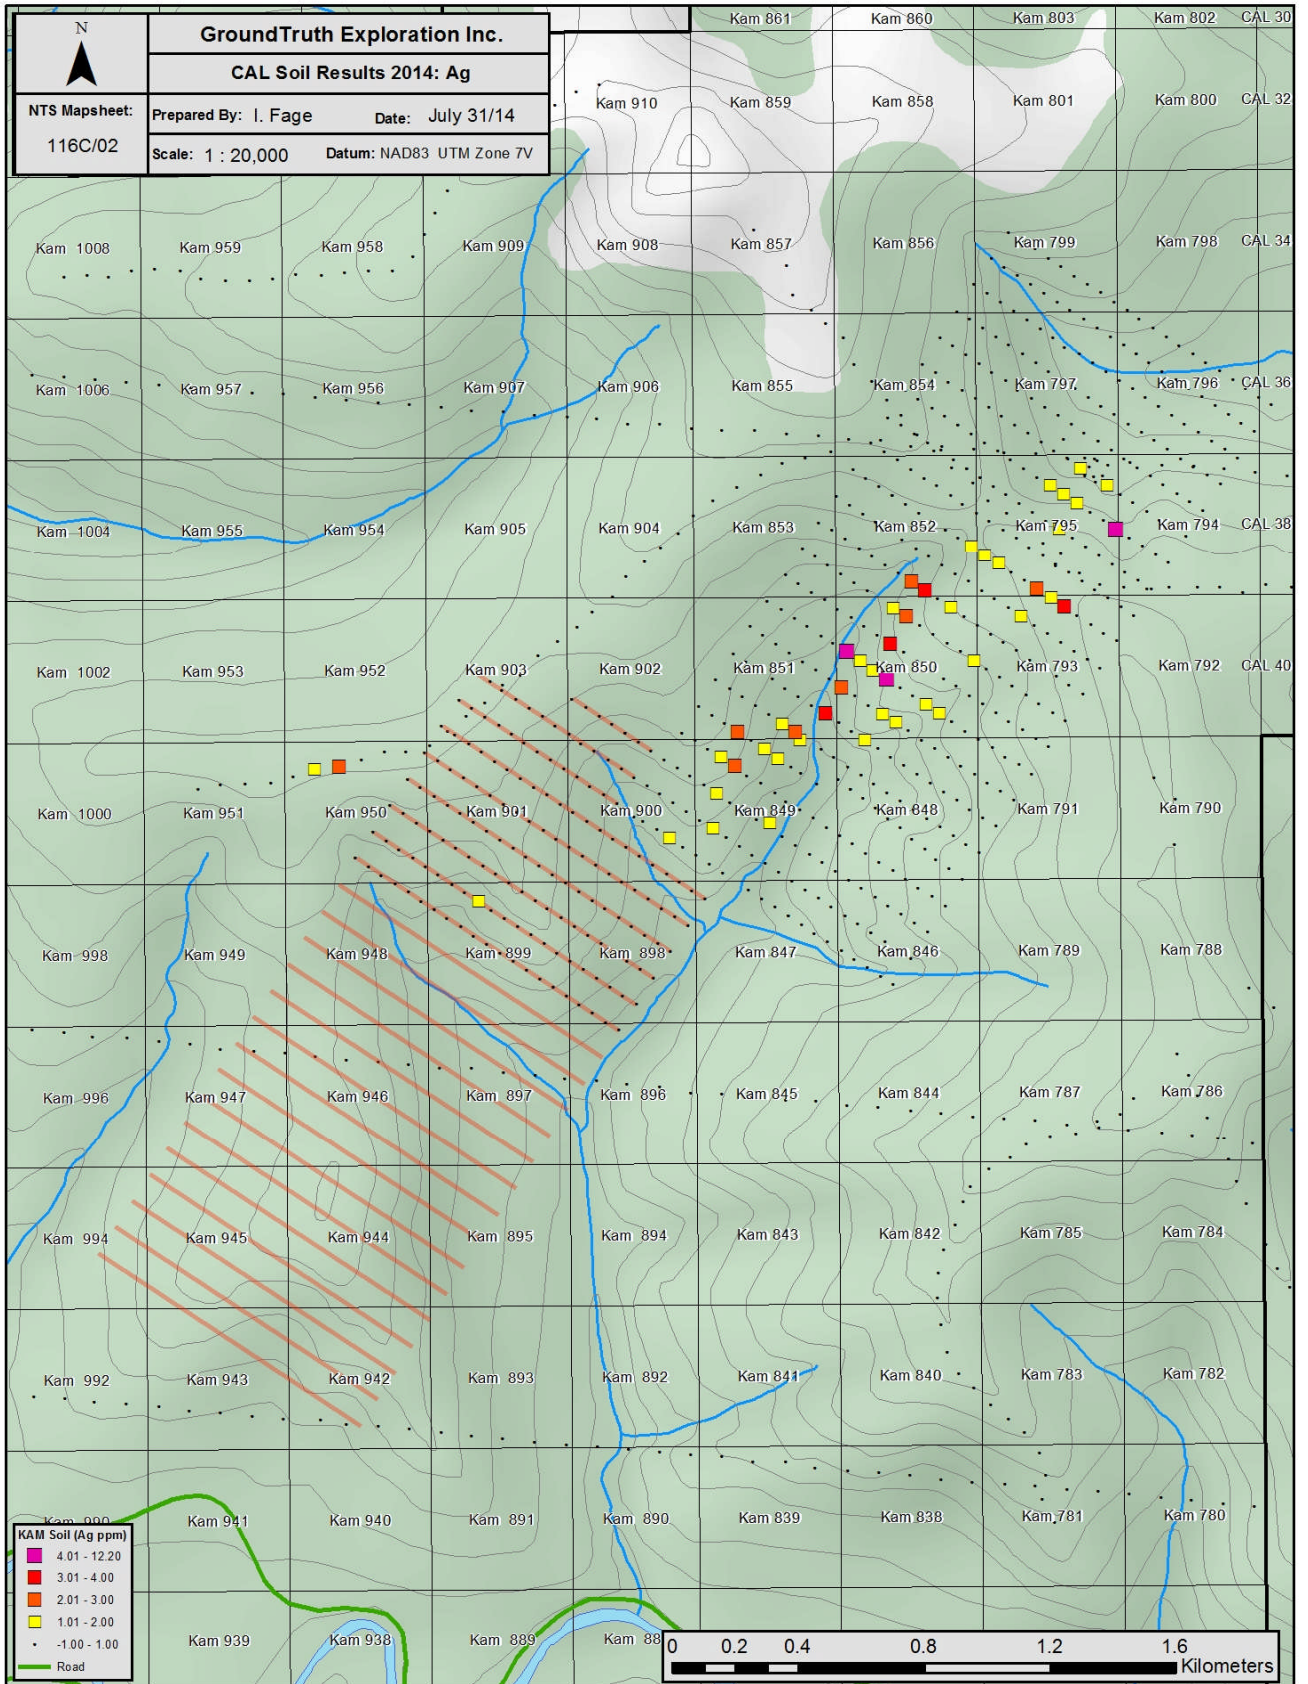 Kam 861 Kam 860 Kam 803 Kam 802 CAL 30
N
GroundTruth Exploration Inc.
CAL Soil Results 2014: Ag
NTS Mapsheet:
116C/02
Prepared By: I. Fage Date: July 31/14
Scale: 1 : 20,000 Datum: NAD83 UTM Zone 7V
Kam 910 Kam 859 Kam 858 Kam 801 Kam 800 CAL 32
Kam 1008 Kam 959 Kam 958 Kam 909 Kam 908 Kam 857 Kam 856 Kam 799 Kam 798 CAL 34
Kam 1006 Kam 957 Kam 956 Kam 907 Kam 906 Kam 855 Kam 854 Kam 797 Kam 796 CAL 36
Kam 1004 Kam 955 Kam 954 Kam 905 Kam 904 Kam 853 Kam 852 Kam 795 Kam 794 CAL 38
Kam 1002 Kam 953 Kam 952 Kam 903 Kam 902 Kam 851 Kam 850 Kam 793 Kam 792 CAL 40
Kam 1000 Kam 951 Kam 950 Kam 901 Kam 900 Kam 849 Kam 848 Kam 791 Kam 790
Kam 998 Kam 949 Kam 948 Kam 899 Kam 898 Kam 847 Kam 846 Kam 789 Kam 788
Kam 996 Kam 947 Kam 946 Kam 897 Kam 896 Kam 845 Kam 844 Kam 787 Kam 786
Kam 994 Kam 945 Kam 944 Kam 895 Kam 894 Kam 843 Kam 842 Kam 785 Kam 784
Kam 992 Kam 943 Kam 942 Kam 893 Kam 892 Kam 841 Kam 840 Kam 783 Kam 782
Kam 990 Kam 941 Kam 940 Kam 891 Kam 890 Kam 839 Kam 838 Kam 781 Kam 780
Kam 939 Kam 938 Kam 889 Kam 88
KAM Soil (Ag ppm)
4.01 - 12.20
3.01 - 4.00
2.01 - 3.00
1.01 - 2.00
-1.00 - 1.00
Road
0 0.2 0.4 0.8 1.2 1.6
Kilometers